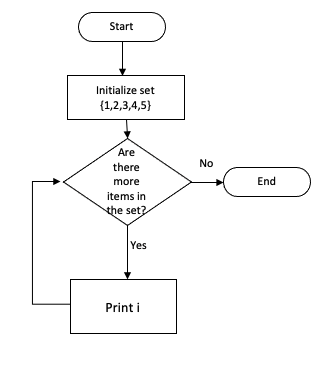 Start
Initialize set
{1,2,3,4,5}
Are
there
more
items in
the set?
No
End
Yes
Print i